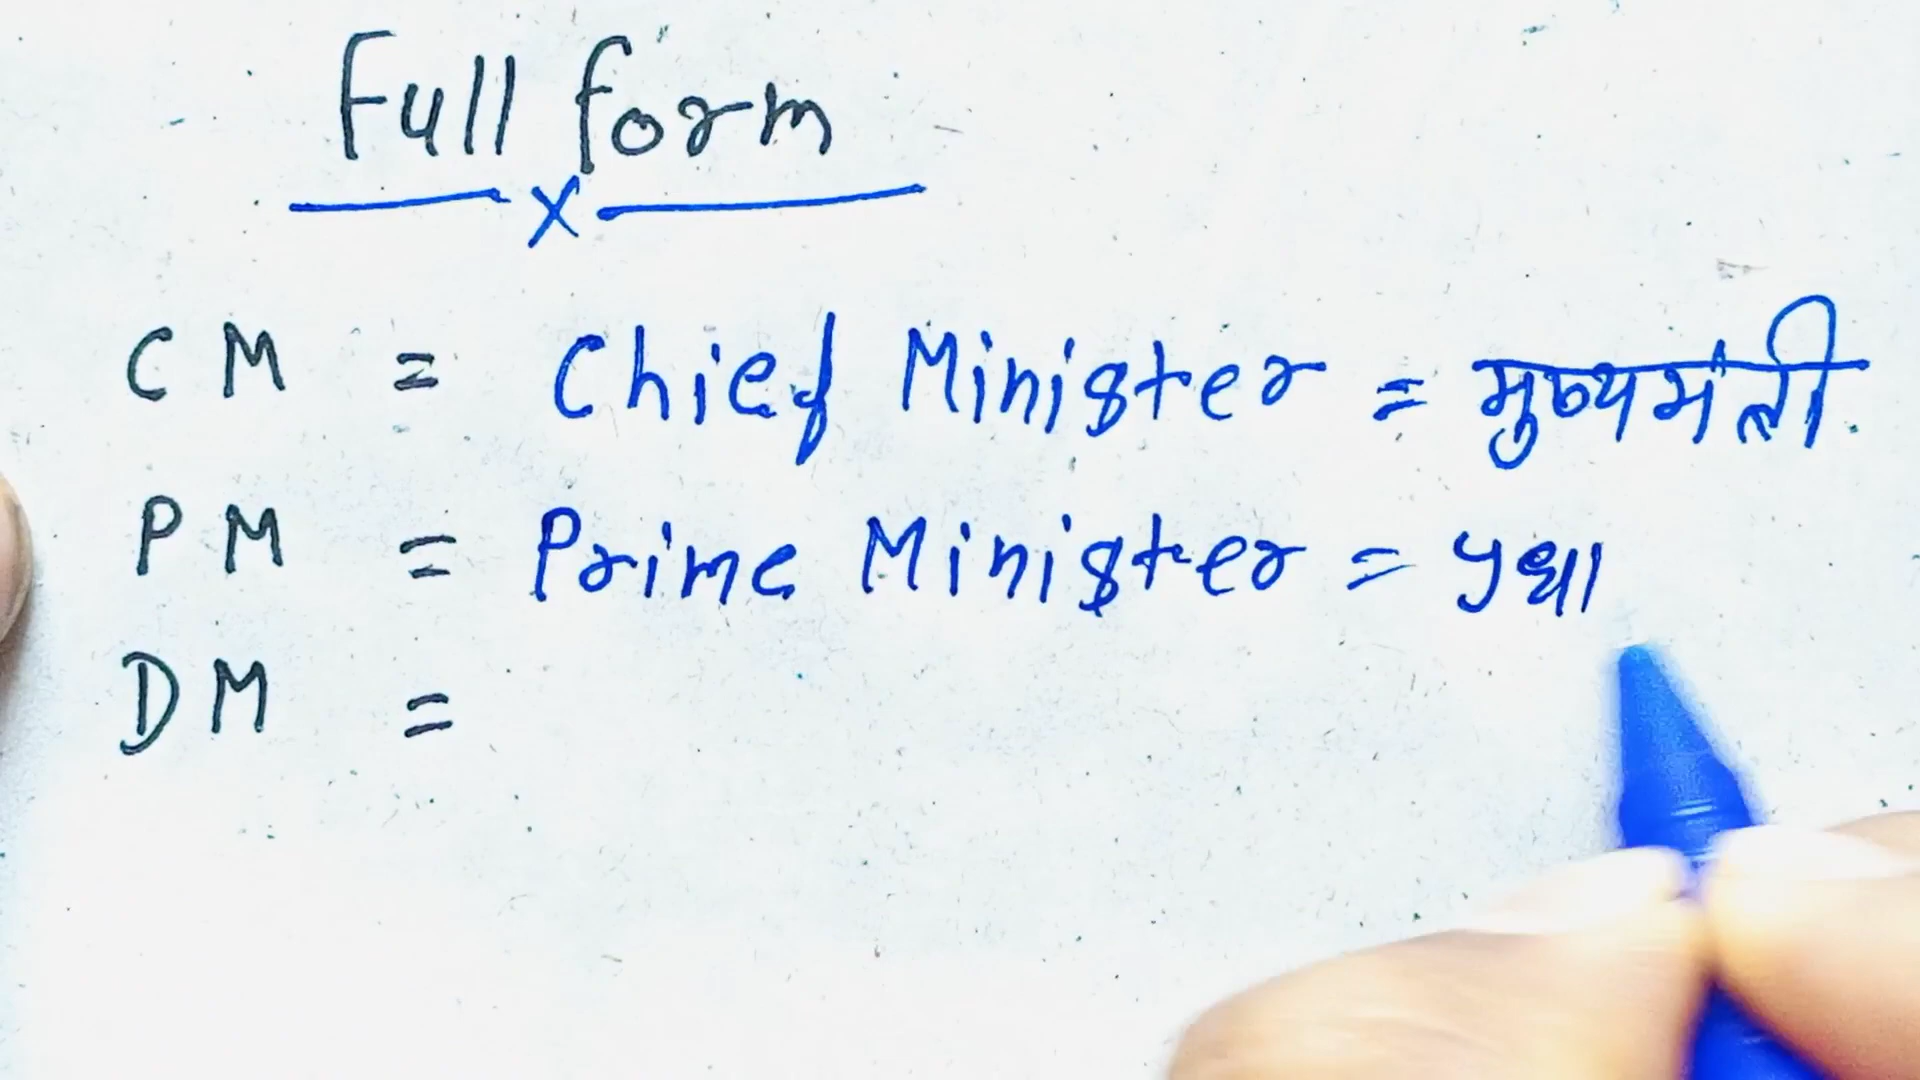 Full form
x
CM = Chief Minister = मुख्यमंत्री
PM = Prime Minister = प्रधा
DM =